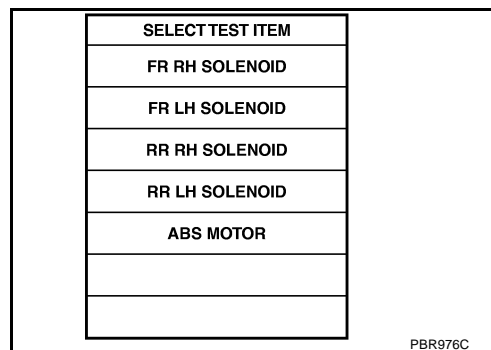 SELECT TEST ITEM
FR RH SOLENOID
FR LH SOLENOID
RR RH SOLENOID
RR LH SOLENOID
ABS MOTOR
PBR976C